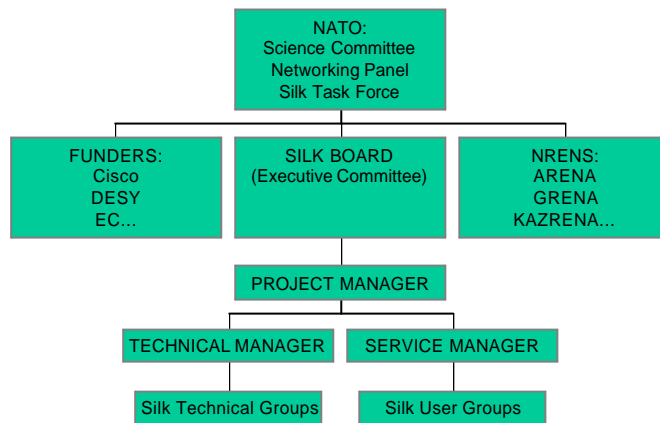 NATO:
Science Committee
Networking Panel
Silk Task Force
FUNDERS:
Cisco
DESY
EC...
SILK BOARD
(Executive Committee)
NRENS:
ARENA
GRENA
KAZRENA...
PROJECT MANAGER
TECHNICAL MANAGER
SERVICE MANAGER
Silk Technical Groups
Silk User Groups